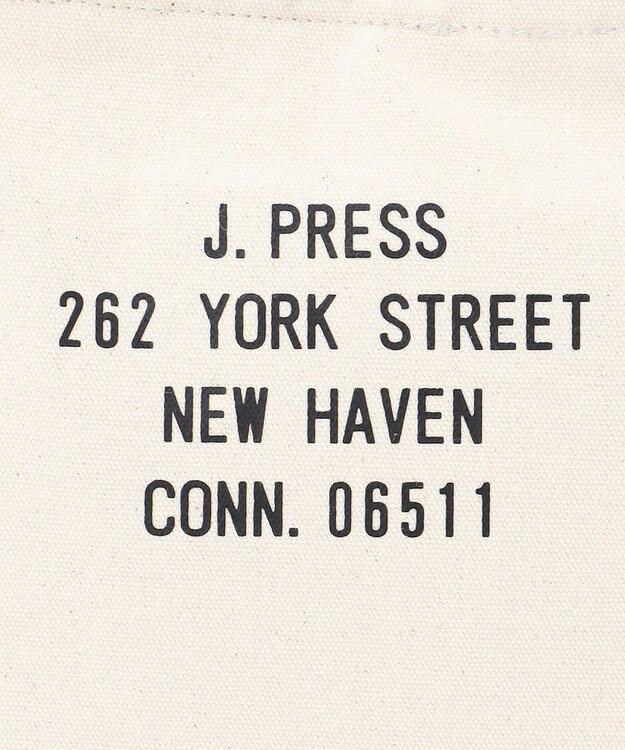 J. PRESS
262 YORK STREET
NEW HAVEN
CONN. 06511